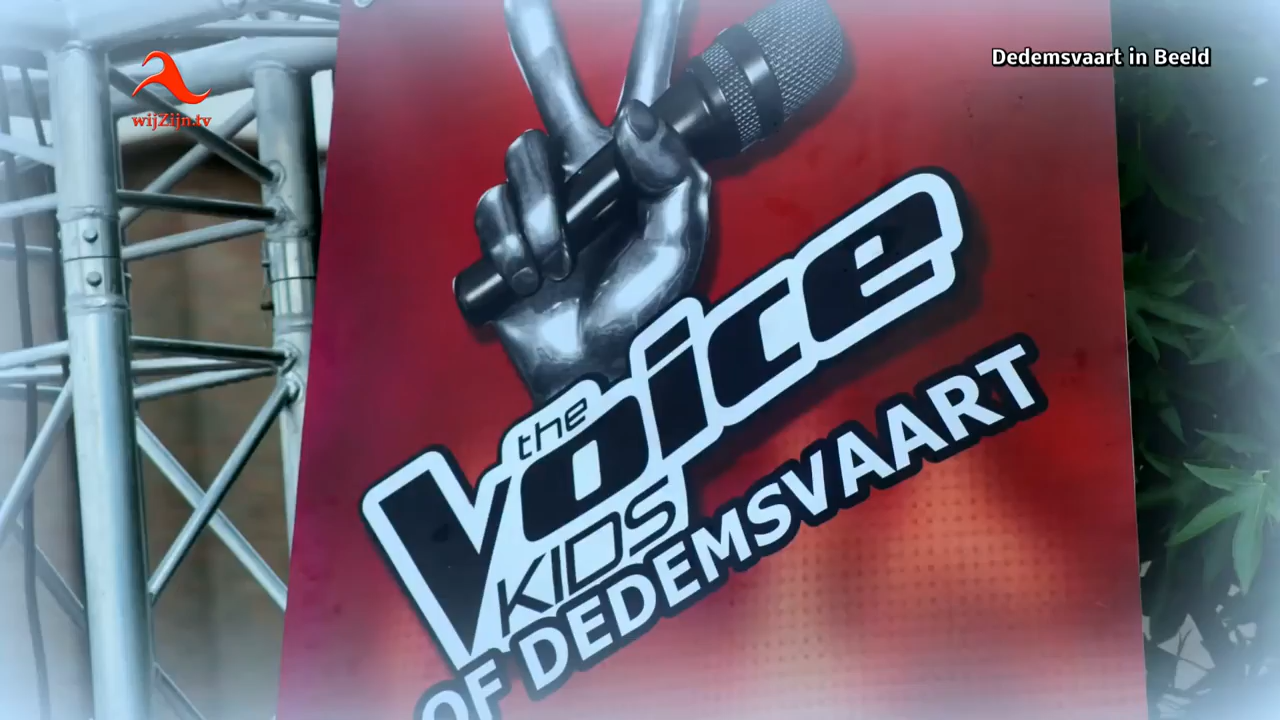 wijZijn.tv
Dedemsvaart in Beeld
the
Voice
KIDS
OF DEDEMSVAART